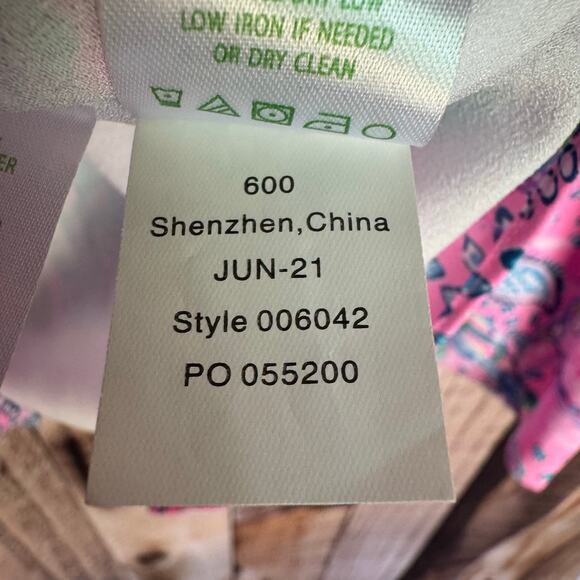 LOW IRON IF NEEDED
OR DRY CLEAN
600
Shenzhen,China
JUN-21
Style 006042
PO 055200